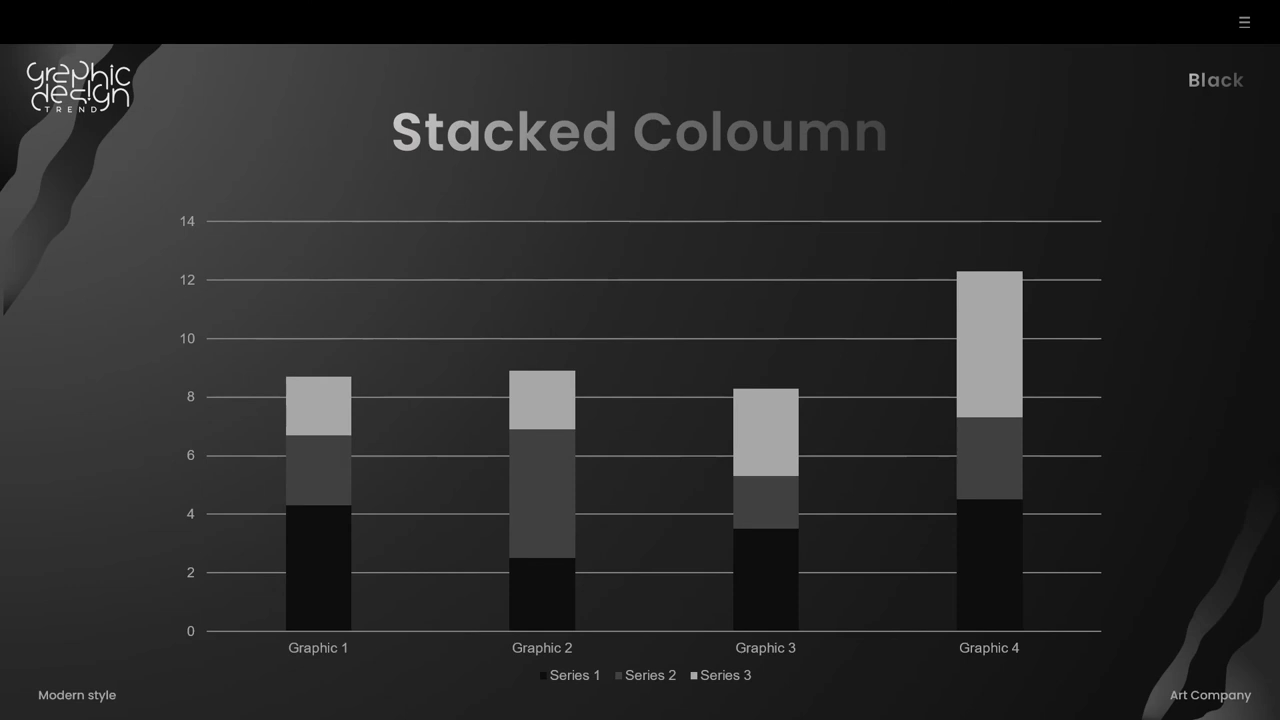 graphic
design
TREND
Black
Stacked Coloumn
14
12
10
8
6
4
2
0
Graphic 1 Graphic 2 Graphic 3 Graphic 4
Series 1 Series 2 Series 3
Modern style
Art Company